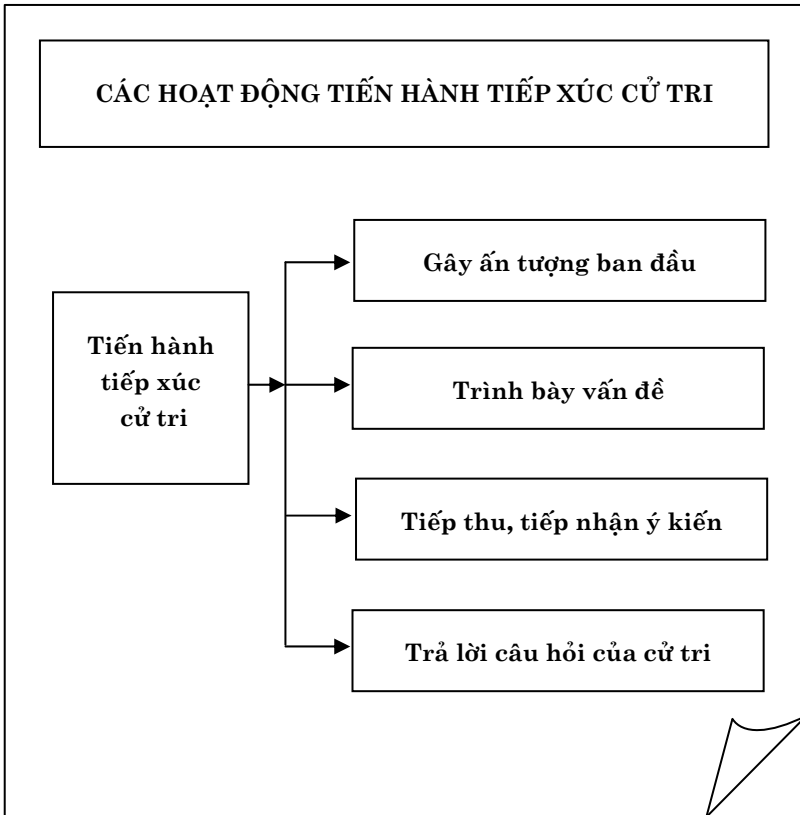 CÁC HOẠT ĐỘNG TIẾN HÀNH TIẾP XÚC CỬ TRI
Gây ấn tượng ban đầu
Tiến hành
tiếp xúc
cử tri
Trình bày vấn đề
Tiếp thu, tiếp nhận ý kiến
Trả lời câu hỏi của cử tri